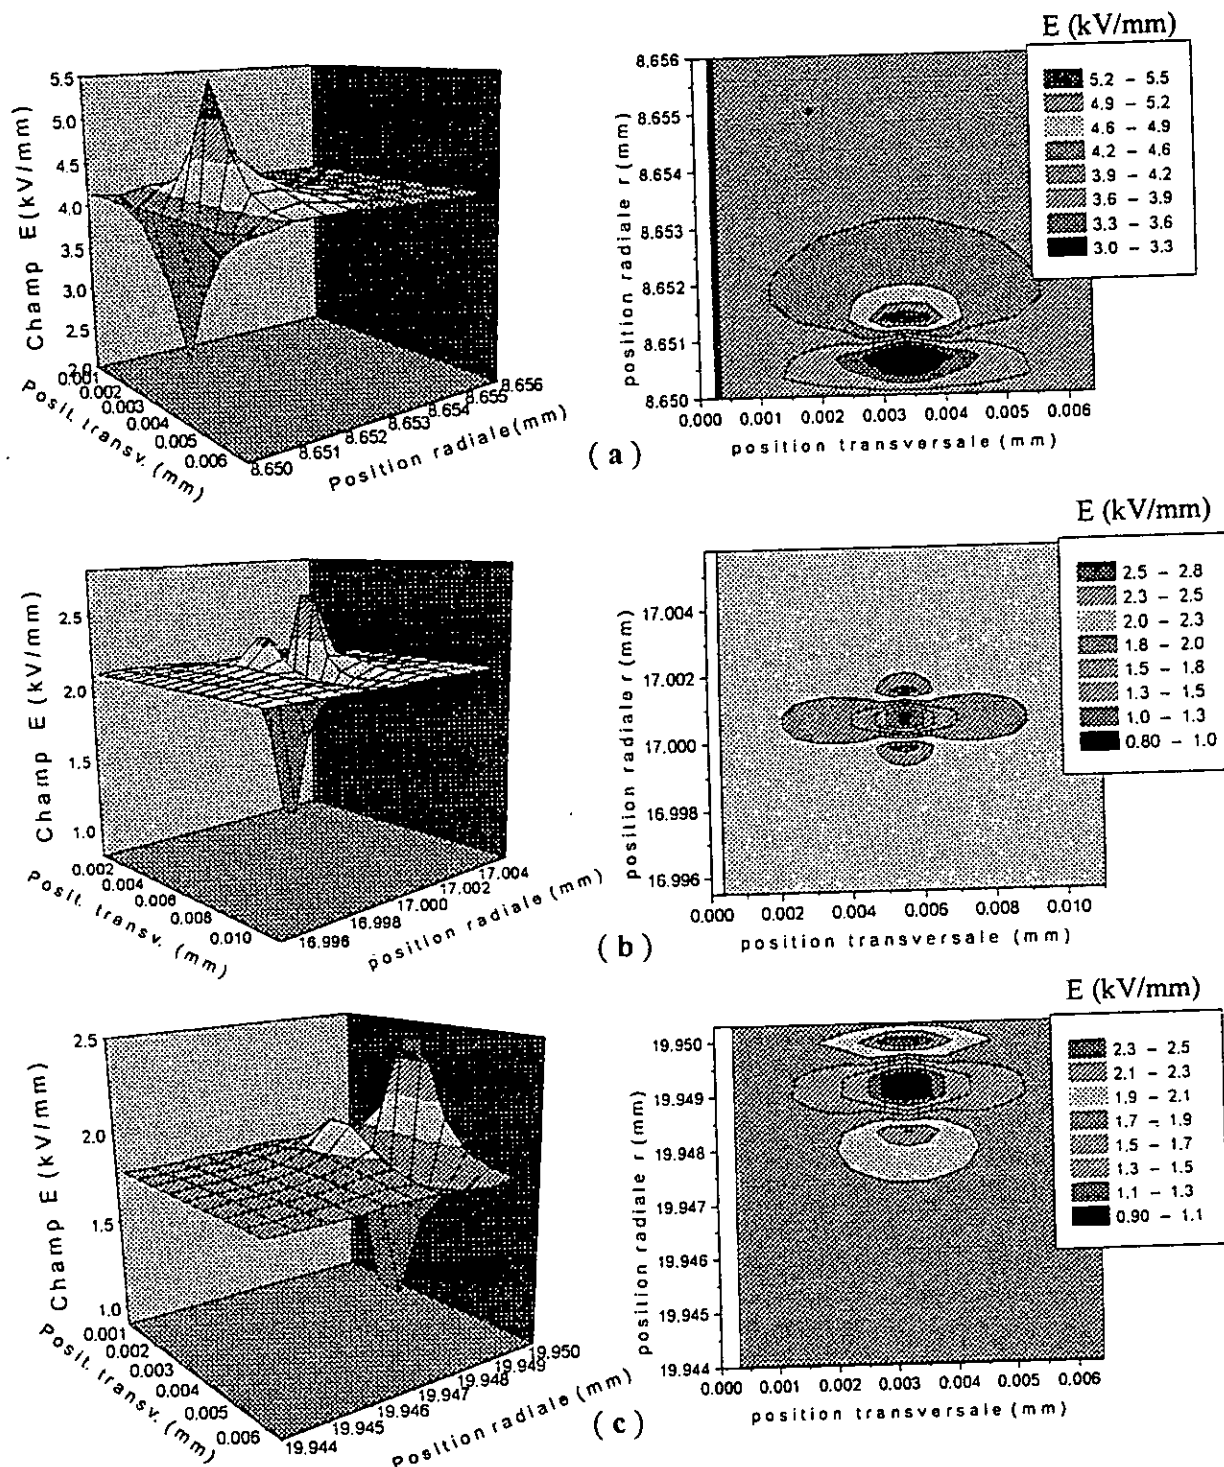 E (kV/mm)
5.5
5.0
4.5
4.0
3.5
3.0
2.5
2.0
Champ E(kV/mm)
0.001
0.002
0.003
0.004
0.005
0.006
Posit. transv. (mm)
8.650
8.651
8.652
8.653
8.654
8.655
8.656
Position radiale(mm)
8.656
8.655
8.654
8.653
8.652
8.651
8.650
position radiale r(mm)
0.000 0.001 0.002 0.003 0.004 0.005 0.006
position transversale (mm)
5.2 – 5.5
4.9 – 5.2
4.6 – 4.9
4.2 – 4.6
3.9 – 4.2
3.6 – 3.9
3.3 – 3.6
3.0 – 3.3
(a)
E (kV/mm)
2.5
2.0
1.5
1.0
Champ E (kV/mm)
0.002
0.004
0.006
0.008
0.010
Posit. transv. (mm)
16.996
16.998
17.000
17.002
17.004
position radiale (mm)
17.004
17.002
17.000
16.998
16.996
position radialer(mm)
0.000 0.002 0.004 0.006 0.008 0.010
position transversale (mm)
2.5 – 2.8
2.3 – 2.5
2.0 – 2.3
1.8 – 2.0
1.5 – 1.8
1.3 – 1.5
1.0 – 1.3
0.80 – 1.0
(b)
E (kV/mm)
2.5
2.0
1.5
1.0
Champ E (kV/mm)
0.001
0.002
0.003
0.004
0.005
0.006
Posit. transv. (mm)
19.944
19.945
19.946
19.947
19.948
19.949
19.950
Position radiale (mm)
19.950
19.949
19.948
19.947
19.946
19.945
19.944
position radiale r(mm)
0.000 0.001 0.002 0.003 0.004 0.005 0.006
position transversale (mm)
2.3 – 2.5
2.1 – 2.3
1.9 – 2.1
1.7 – 1.9
1.5 – 1.7
1.3 – 1.5
1.1 – 1.3
0.90 – 1.1
(c)